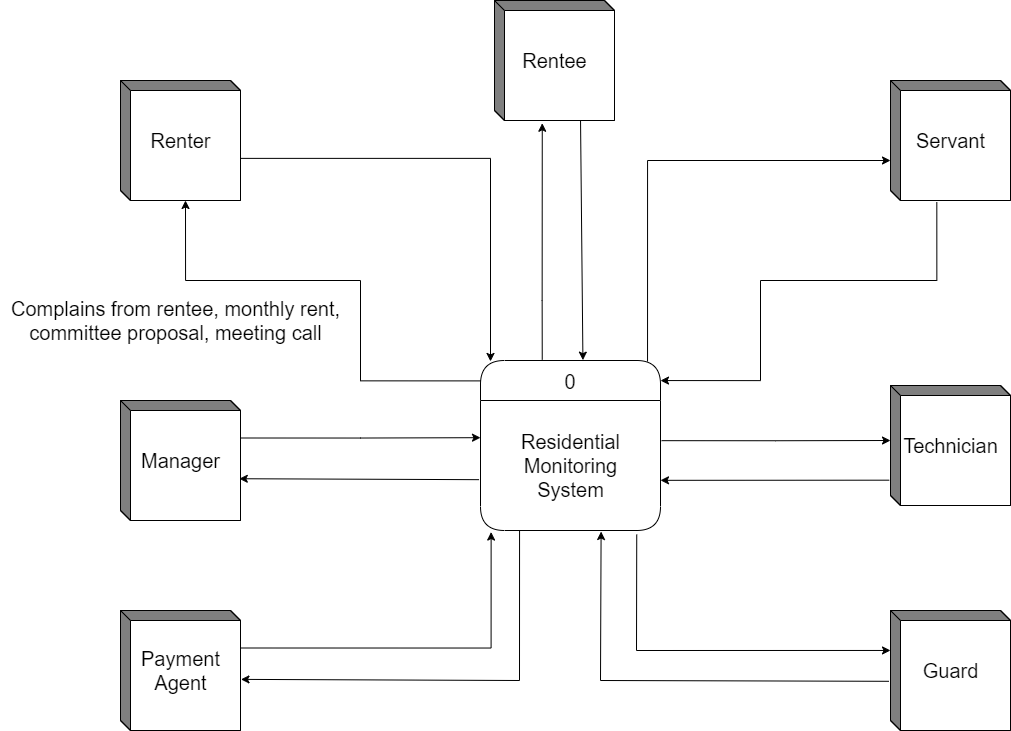 Rentee
Renter
Servant
Complains from rentee, monthly rent,
committee proposal, meeting call
0
Residential
Monitoring
System
Manager
Technician
Payment
Agent
Guard